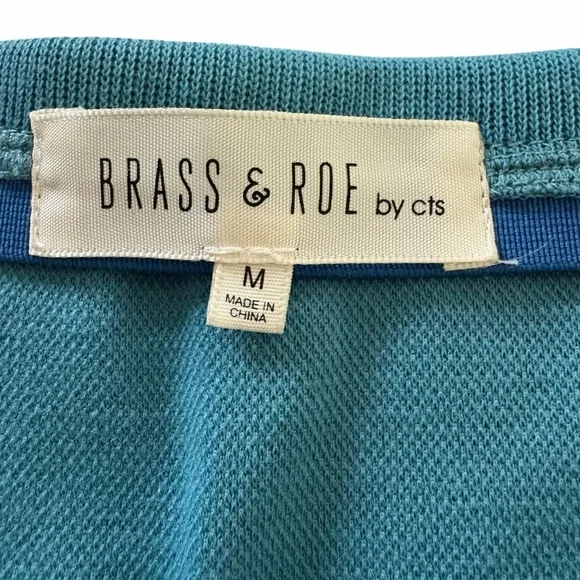 BRASS & ROE by cts
M
MADE IN
CHINA